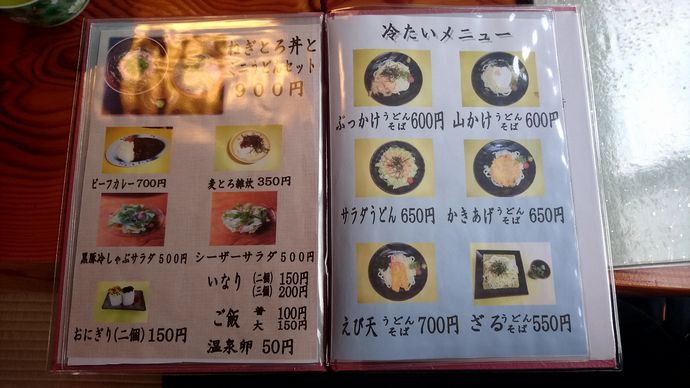 ねぎとろ丼と
ミニうどんセット
900円
ビーフカレー700円
麦とろ雑炊 350円
黒豚冷しゃぶサラダ500円
シーザーサラダ500円
いなり (二個) 150円
(三個) 200円
ご飯 普 100円
大 150円
おにぎり(二個)150円
温泉卵 50円
冷たいメニュー
ぶっかけうどんそば600円
山かけうどんそば600円
サラダうどん 650円
かきあげうどんそば650円
えび天うどんそば700円
ざるうどんそば550円